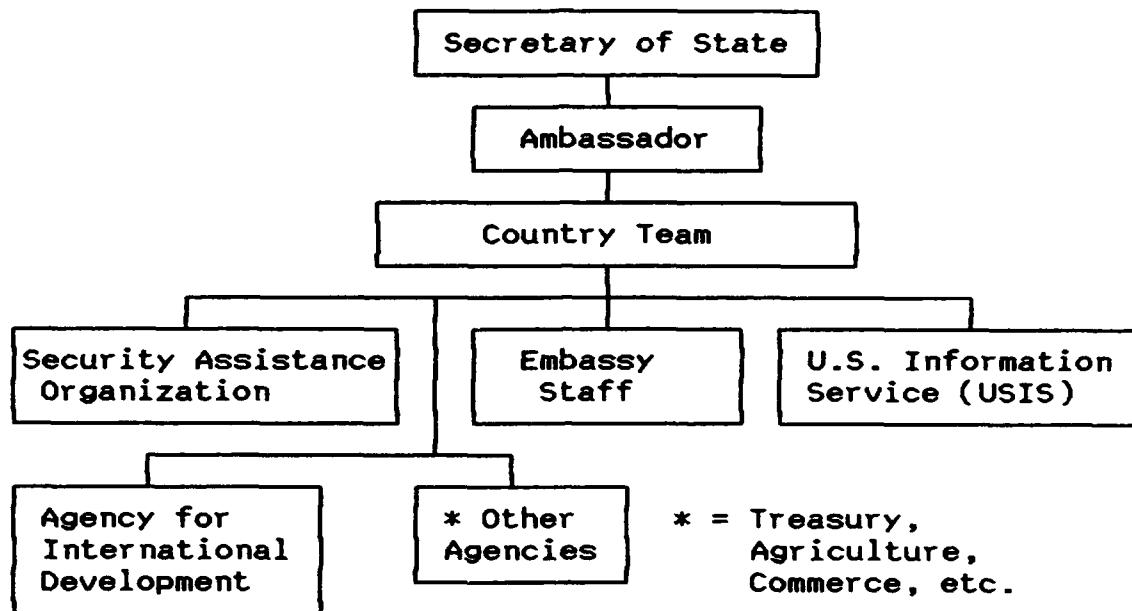 Secretary of State
Ambassador
Country Team
Security Assistance
Organization
Embassy
Staff
U.S. Information
Service (USIS)
Agency for
International
Development
* Other
Agencies
* = Treasury,
Agriculture,
Commerce, etc.